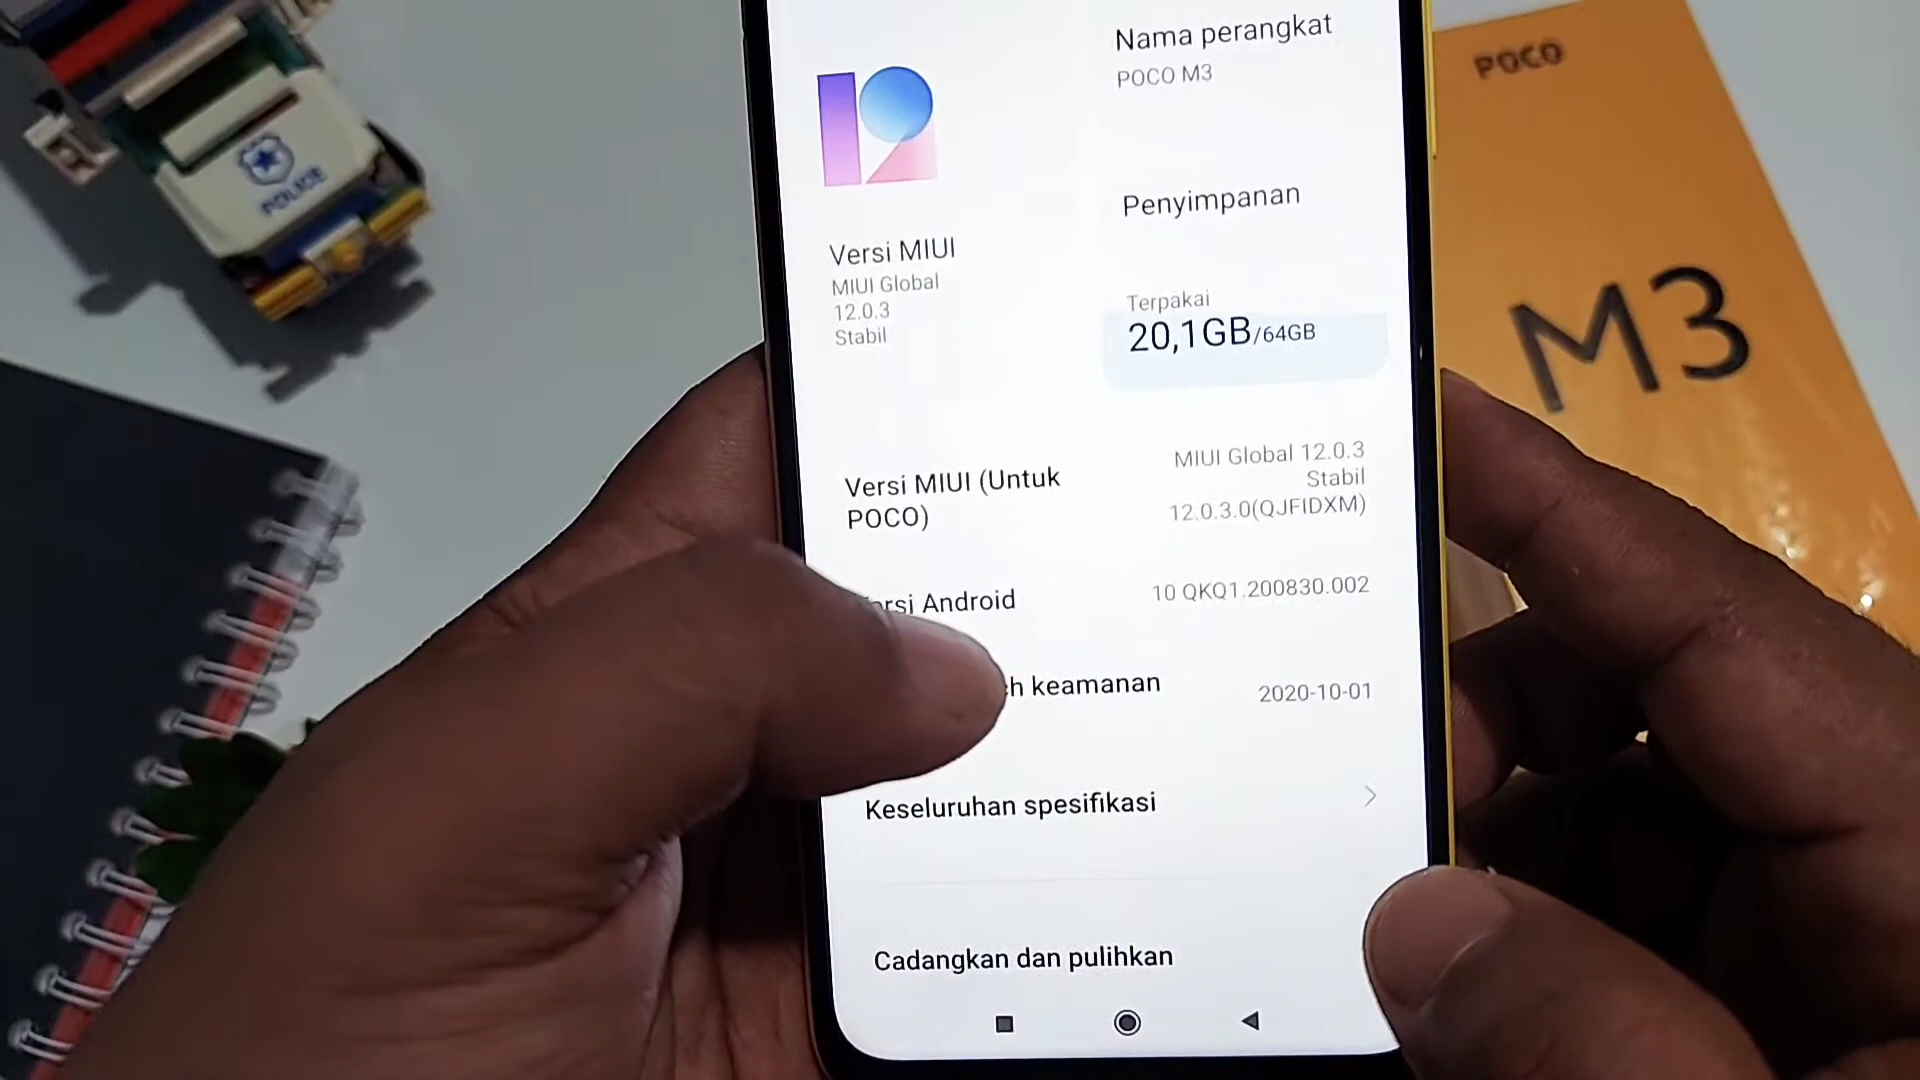 POLICE
Nama perangkat
POCO M3
Versi MIUI
MIUI Global
12.0.3
Stabil
Penyimpanan
Terpakai
20,1GB/64GB
Versi MIUI (Untuk
POCO)
MIUI Global 12.0.3
Stabil
12.0.3.0(QJFIDXM)
Android
10 QKQ1.200830.002
keamanan
2020-10-01
Keseluruhan spesifikasi
Cadangkan dan pulihkan
POCO
M3